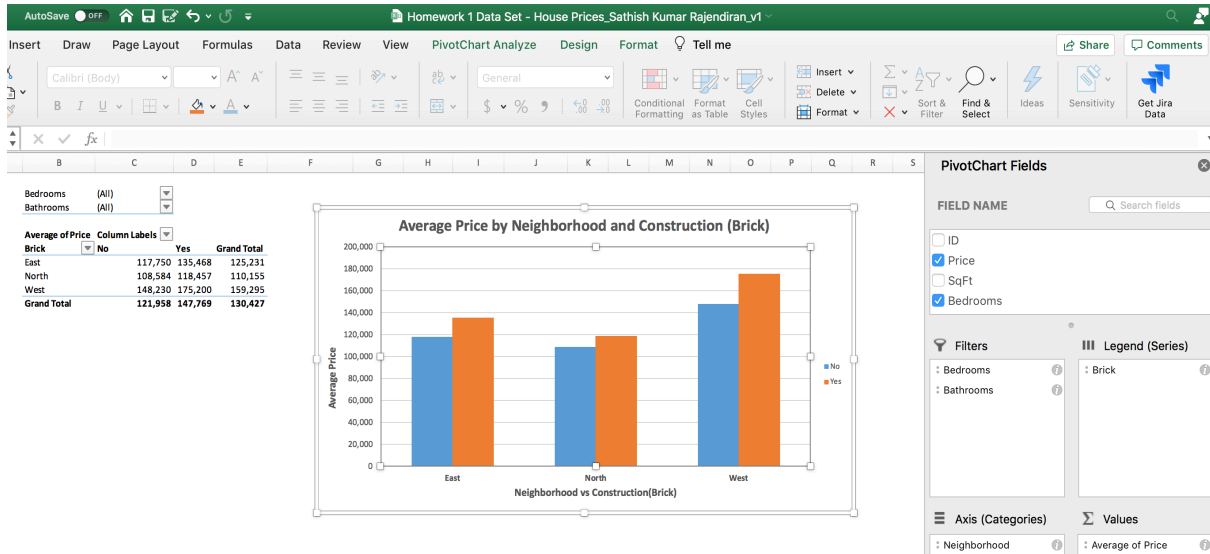 AutoSave OFF Homework 1 Data Set - House Prices_Sathish Kumar Rajendiran_v1
Insert Draw Page Layout Formulas Data Review View PivotChart Analyze Design Format Tell me Share Comments
Calibri (Body) A^ A˅ ab General Insert Σ A Z
Delete
B I U A $ % 9 .0 .00 .00 .0 Conditional Formatting Format as Table Cell Styles Format Sort & Filter Find & Select Ideas Sensitivity Get Jira Data
fx
B C D E F G H I J K L M N O P Q R S
Bedrooms (All)
Bathrooms (All)
Average of Price Column Labels
Brick No Yes Grand Total
East 117,750 135,468 125,231
North 108,584 118,457 110,155
West 148,230 175,200 159,295
Grand Total 121,958 147,769 130,427
Average Price by Neighborhood and Construction (Brick)
200,000
180,000
160,000
140,000
120,000
100,000
80,000
60,000
40,000
20,000
0
Average Price
East North West
Neighborhood vs Construction(Brick)
No
Yes
PivotChart Fields
FIELD NAME Search fields
ID
Price
SqFt
Bedrooms
Filters
Bedrooms
Bathrooms
Legend (Series)
Brick
Axis (Categories)
Neighborhood
Σ Values
Average of Price